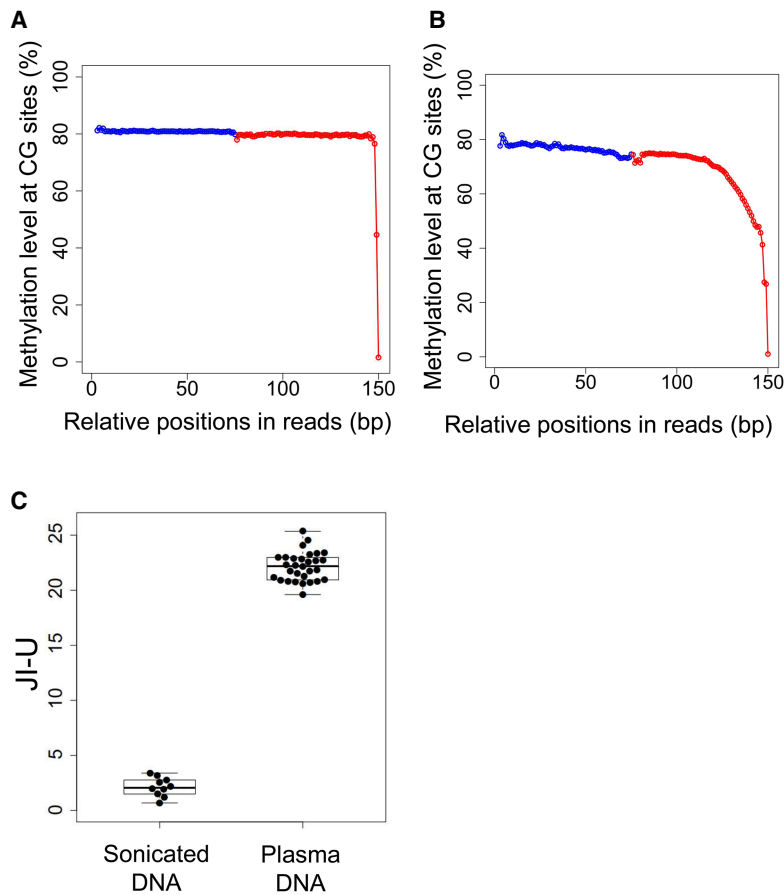 A
Methylation level at CG sites (%)
100
80
60
40
20
0
0
50
100
150
Relative positions in reads (bp)
B
Methylation level at CG sites (%)
100
80
60
40
20
0
0
50
100
150
Relative positions in reads (bp)
C
JI-U
25
20
15
10
5
0
Sonicated
DNA
Plasma
DNA